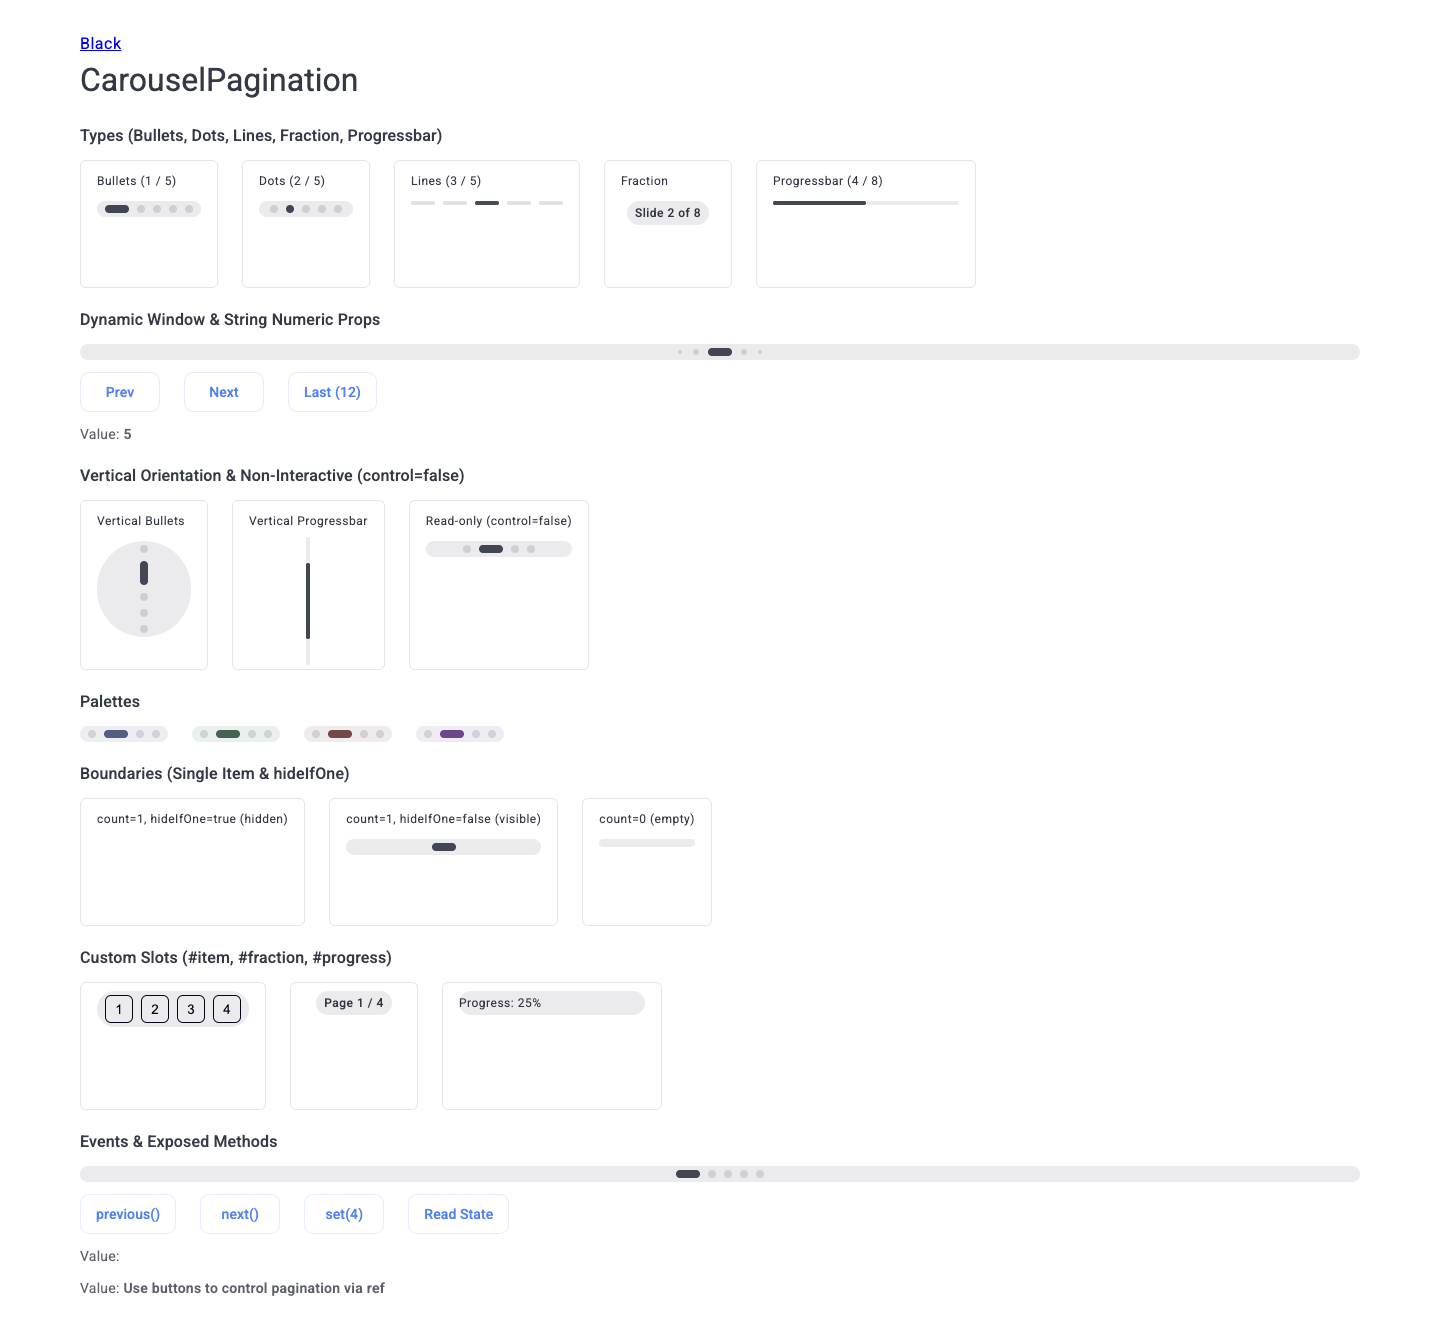 Black
CarouselPagination
Types (Bullets, Dots, Lines, Fraction, Progressbar)
Bullets (1 / 5)
Dots (2 / 5)
Lines (3 / 5)
Fraction
Progressbar (4 / 8)
Slide 2 of 8
Dynamic Window & String Numeric Props
Prev
Next
Last (12)
Value: 5
Vertical Orientation & Non-Interactive (control=false)
Vertical Bullets
Vertical Progressbar
Read-only (control=false)
Palettes
Boundaries (Single Item & hideIfOne)
count=1, hideIfOne=true (hidden)
count=1, hideIfOne=false (visible)
count=0 (empty)
Custom Slots (#item, #fraction, #progress)
1 2 3 4
Page 1 / 4
Progress: 25%
Events & Exposed Methods
previous()
next()
set(4)
Read State
Value:
Value: Use buttons to control pagination via ref